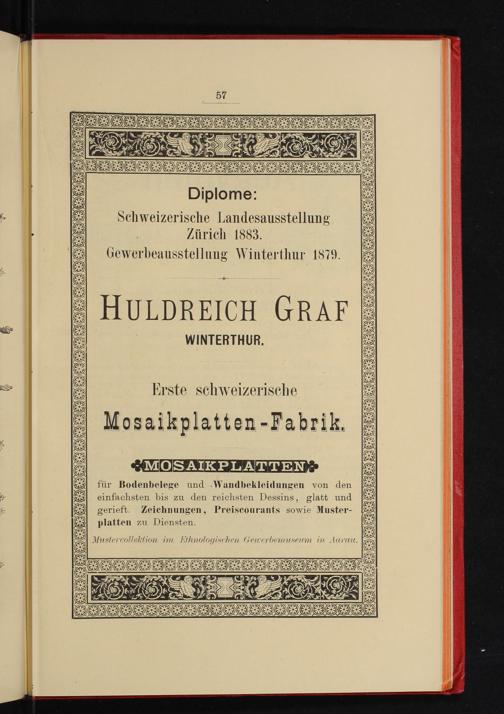 57
Diplome:
Schweizerische Landesausstellung
Zürich 1883.
Gewerbeausstellung Winterthur 1879.
HULDREICH GRAF
WINTERTHUR.
Erste schweizerische
Mosaikplatten-Fabrik.
MOSAIKPLATTEN
für Bodenbelege und Wandbekleidungen von den
einfachsten bis zu den reichsten Dessins, glatt und
gerieft. Zeichnungen, Preiscourants sowie Muster-
platten zu Diensten.
Mustercollektion im Ethnologischen Gewerbemuseum in Aarau.